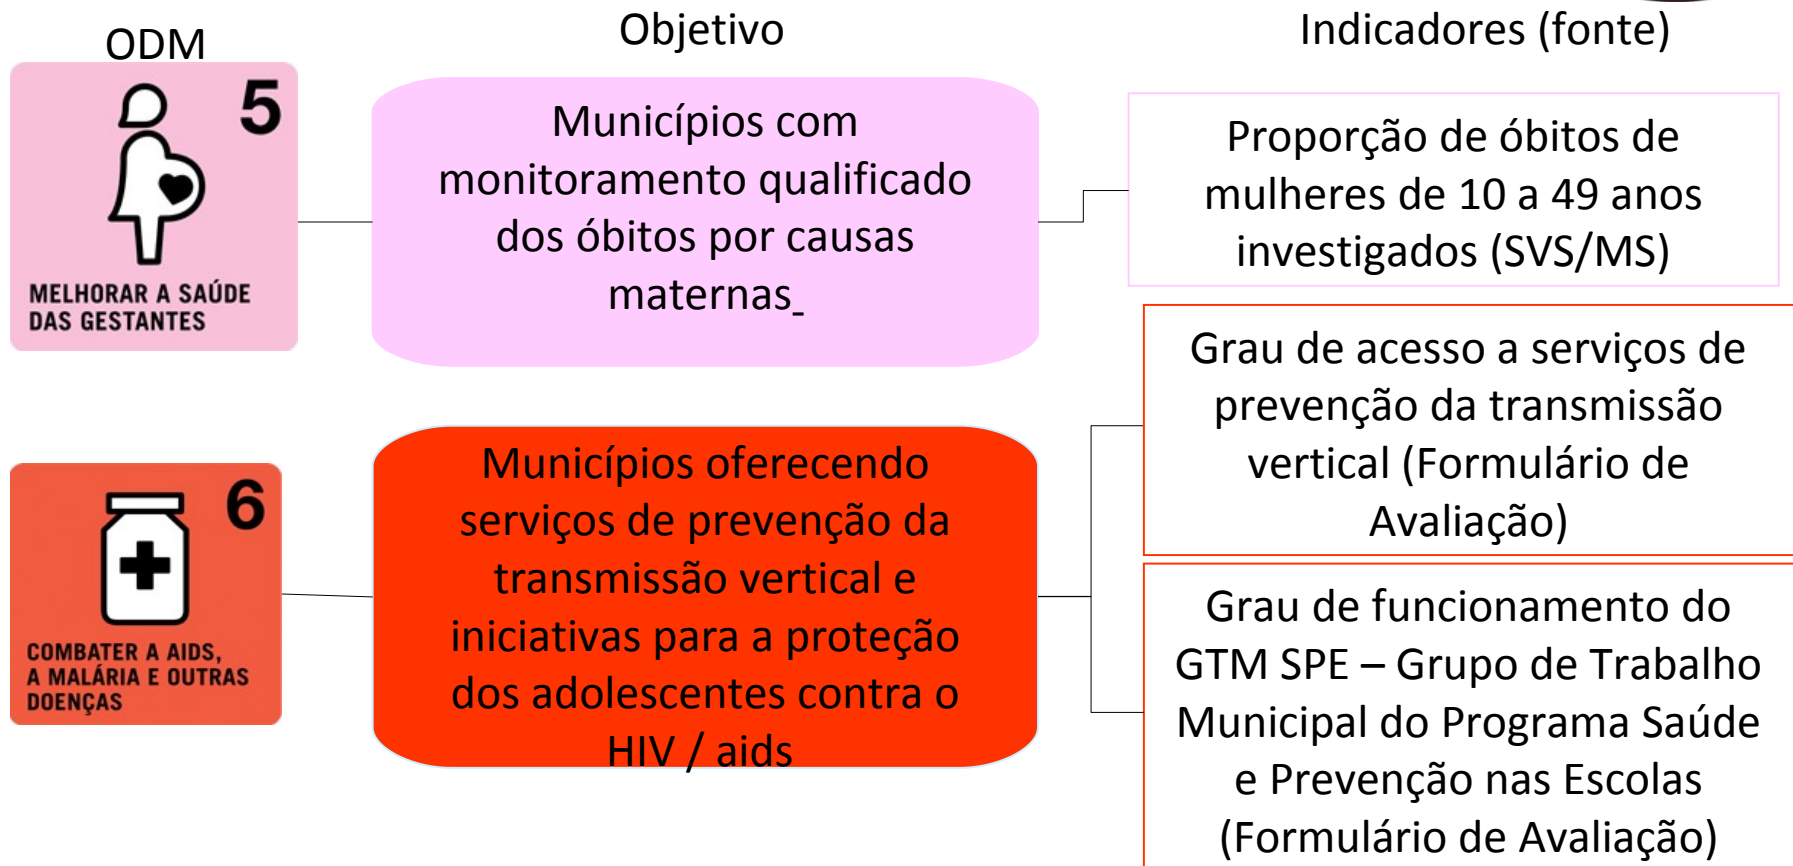 ODM
Objetivo
Indicadores (fonte)
5
MELHORAR A SAÚDE
DAS GESTANTES
Municípios com
monitoramento qualificado
dos óbitos por causas
maternas
Proporção de óbitos de
mulheres de 10 a 49 anos
investigados (SVS/MS)
6
COMBATER A AIDS,
A MALÁRIA E OUTRAS
DOENÇAS
Municípios oferecendo
serviços de prevenção da
transmissão vertical e
iniciativas para a proteção
dos adolescentes contra o
HIV / aids
Grau de acesso a serviços de
prevenção da transmissão
vertical (Formulário de
Avaliação)
Grau de funcionamento do
GTM SPE – Grupo de Trabalho
Municipal do Programa Saúde
e Prevenção nas Escolas
(Formulário de Avaliação)